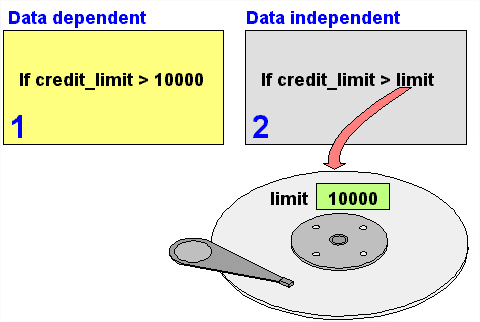 Data dependent
If credit_limit > 10000
1
Data independent
If credit_limit > limit
2
limit 10000